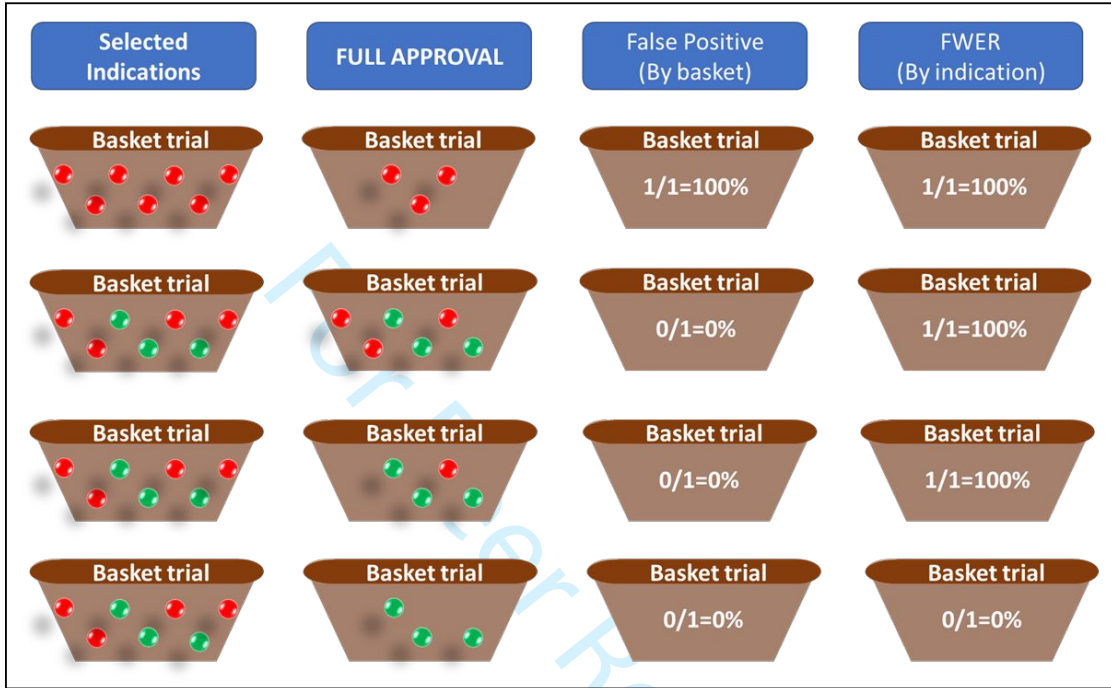 Selected
Indications
FULL APPROVAL
False Positive
(By basket)
FWER
(By indication)
Basket trial
Basket trial
Basket trial
1/1=100%
Basket trial
1/1=100%
Basket trial
Basket trial
Basket trial
0/1=0%
Basket trial
1/1=100%
Basket trial
Basket trial
Basket trial
0/1=0%
Basket trial
1/1=100%
Basket trial
Basket trial
Basket trial
0/1=0%
Basket trial
0/1=0%